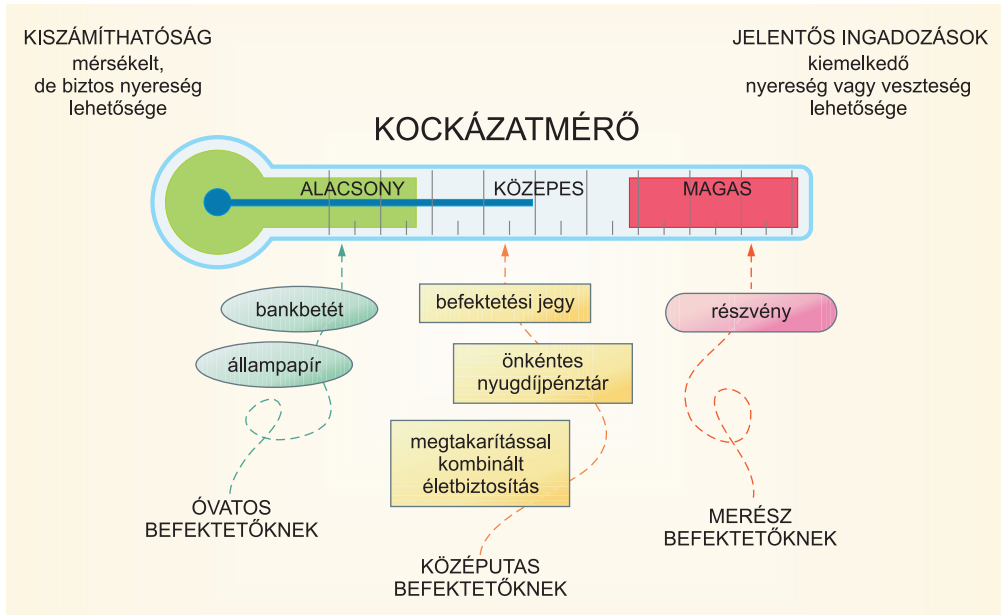 KISZÁMÍTHATÓSÁG
mérsékelt,
de biztos nyereség
lehetősége
JELENTŐS INGADOZÁSOK
kiemelkedő
nyereség vagy veszteség
lehetősége
KOCKÁZATMÉRŐ
ALACSONY
KÖZEPES
MAGAS
bankbetét
állampapír
ÓVATOS
BEFEKTETŐKNEK
befektetési jegy
önkéntes
nyugdíjpénztár
megtakarítással
kombinált
életbiztosítás
KÖZÉPUTAS
BEFEKTETŐKNEK
részvény
MERÉSZ
BEFEKTETŐKNEK